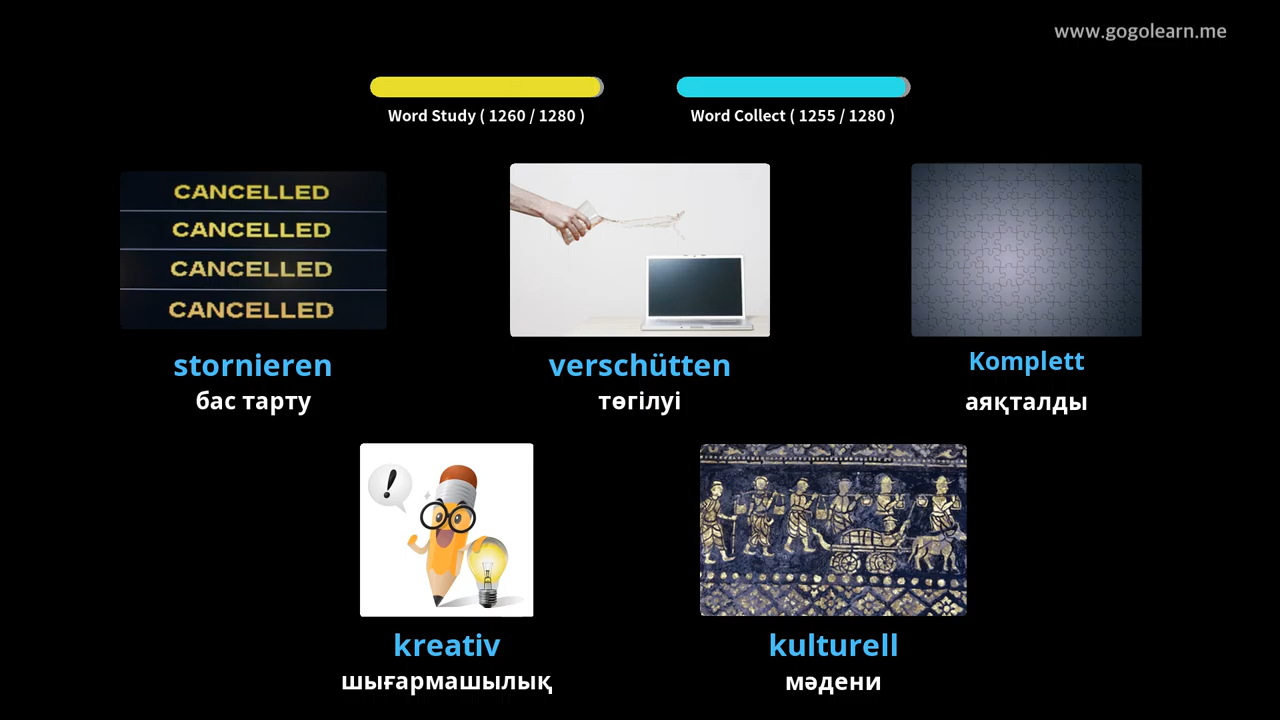 www.gogolearn.me
Word Study ( 1260 / 1280 )
Word Collect ( 1255 / 1280 )
CANCELLED
CANCELLED
CANCELLED
CANCELLED
stornieren
бас тарту
verschütten
төгілуі
Komplett
аяқталды
!
kreativ
шығармашылық
kulturell
мәдени